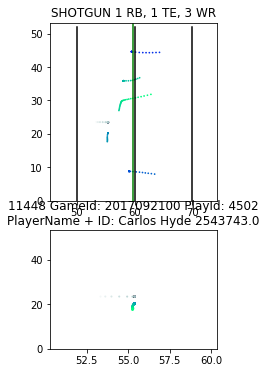 SHOTGUN 1 RB, 1 TE, 3 WR
50
40
30
20
10
0
50 60 70
11448 GameId: 2017092100 PlayId: 4502
PlayerName + ID: Carlos Hyde 2543743.0
40
20
0
52.5 55.0 57.5 60.0